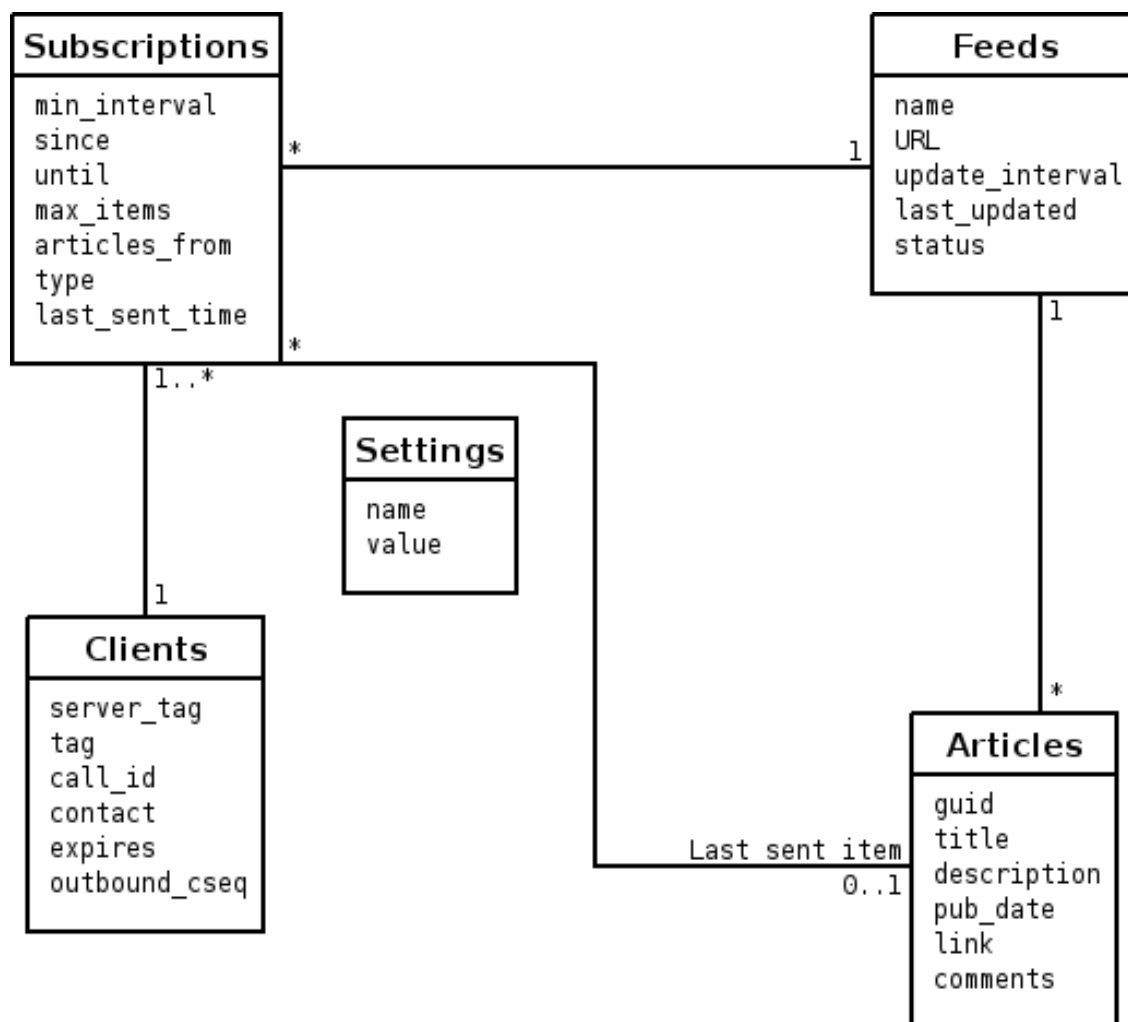 Subscriptions
min_interval
since
until
max_items
articles_from
type
last_sent_time
Feeds
name
URL
update_interval
last_updated
status
*
1
*
1..*
1
Settings
name
value
1
Clients
server_tag
tag
call_id
contact
expires
outbound_cseq
*
Last sent item
0..1
Articles
guid
title
description
pub_date
link
comments